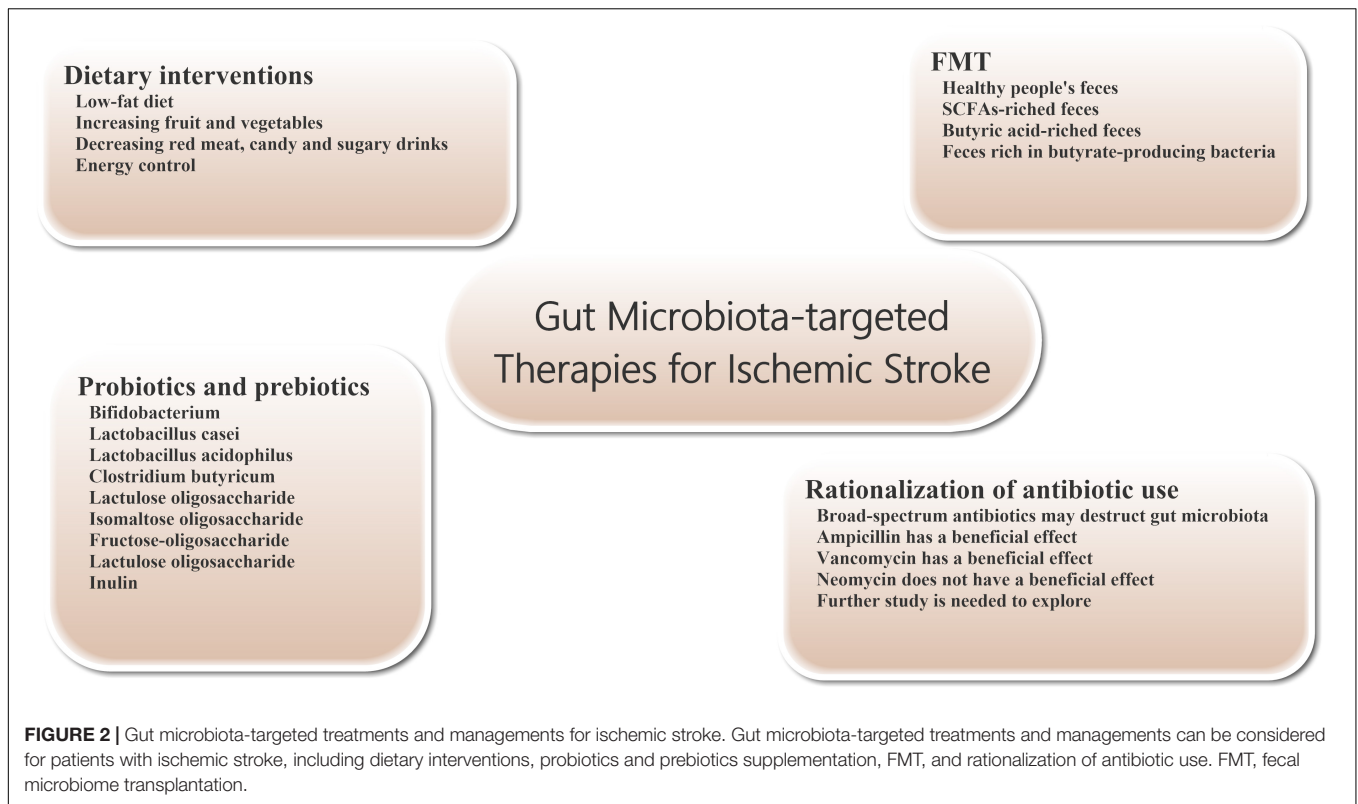 Dietary interventions
Low-fat diet
Increasing fruit and vegetables
Decreasing red meat, candy and sugary drinks
Energy control
FMT
Healthy people's feces
SCFAs-riched feces
Butyric acid-riched feces
Feces rich in butyrate-producing bacteria
Gut Microbiota-targeted
Therapies for Ischemic Stroke
Probiotics and prebiotics
Bifidobacterium
Lactobacillus casei
Lactobacillus acidophilus
Clostridium butyricum
Lactulose oligosaccharide
Isomaltose oligosaccharide
Fructose-oligosaccharide
Lactulose oligosaccharide
Inulin
Rationalization of antibiotic use
Broad-spectrum antibiotics may destruct gut microbiota
Ampicillin has a beneficial effect
Vancomycin has a beneficial effect
Neomycin does not have a beneficial effect
Further study is needed to explore
FIGURE 2 | Gut microbiota-targeted treatments and managements for ischemic stroke. Gut microbiota-targeted treatments and managements can be considered
for patients with ischemic stroke, including dietary interventions, probiotics and prebiotics supplementation, FMT, and rationalization of antibiotic use. FMT, fecal
microbiome transplantation.